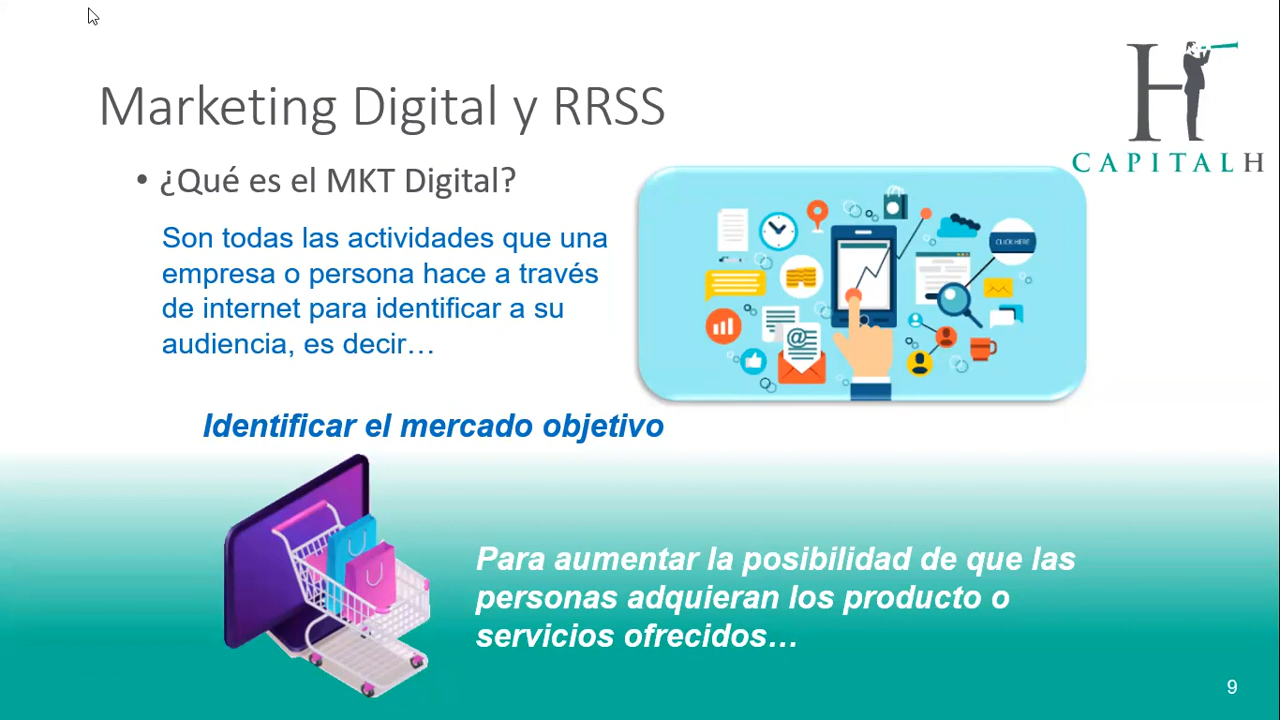 Marketing Digital y RRSS
CAPITALH
• ¿Qué es el MKT Digital?
Son todas las actividades que una
empresa o persona hace a través
de internet para identificar a su
audiencia, es decir…
CLICK HERE
@
Identificar el mercado objetivo
Para aumentar la posibilidad de que las
personas adquieran los producto o
servicios ofrecidos…
9